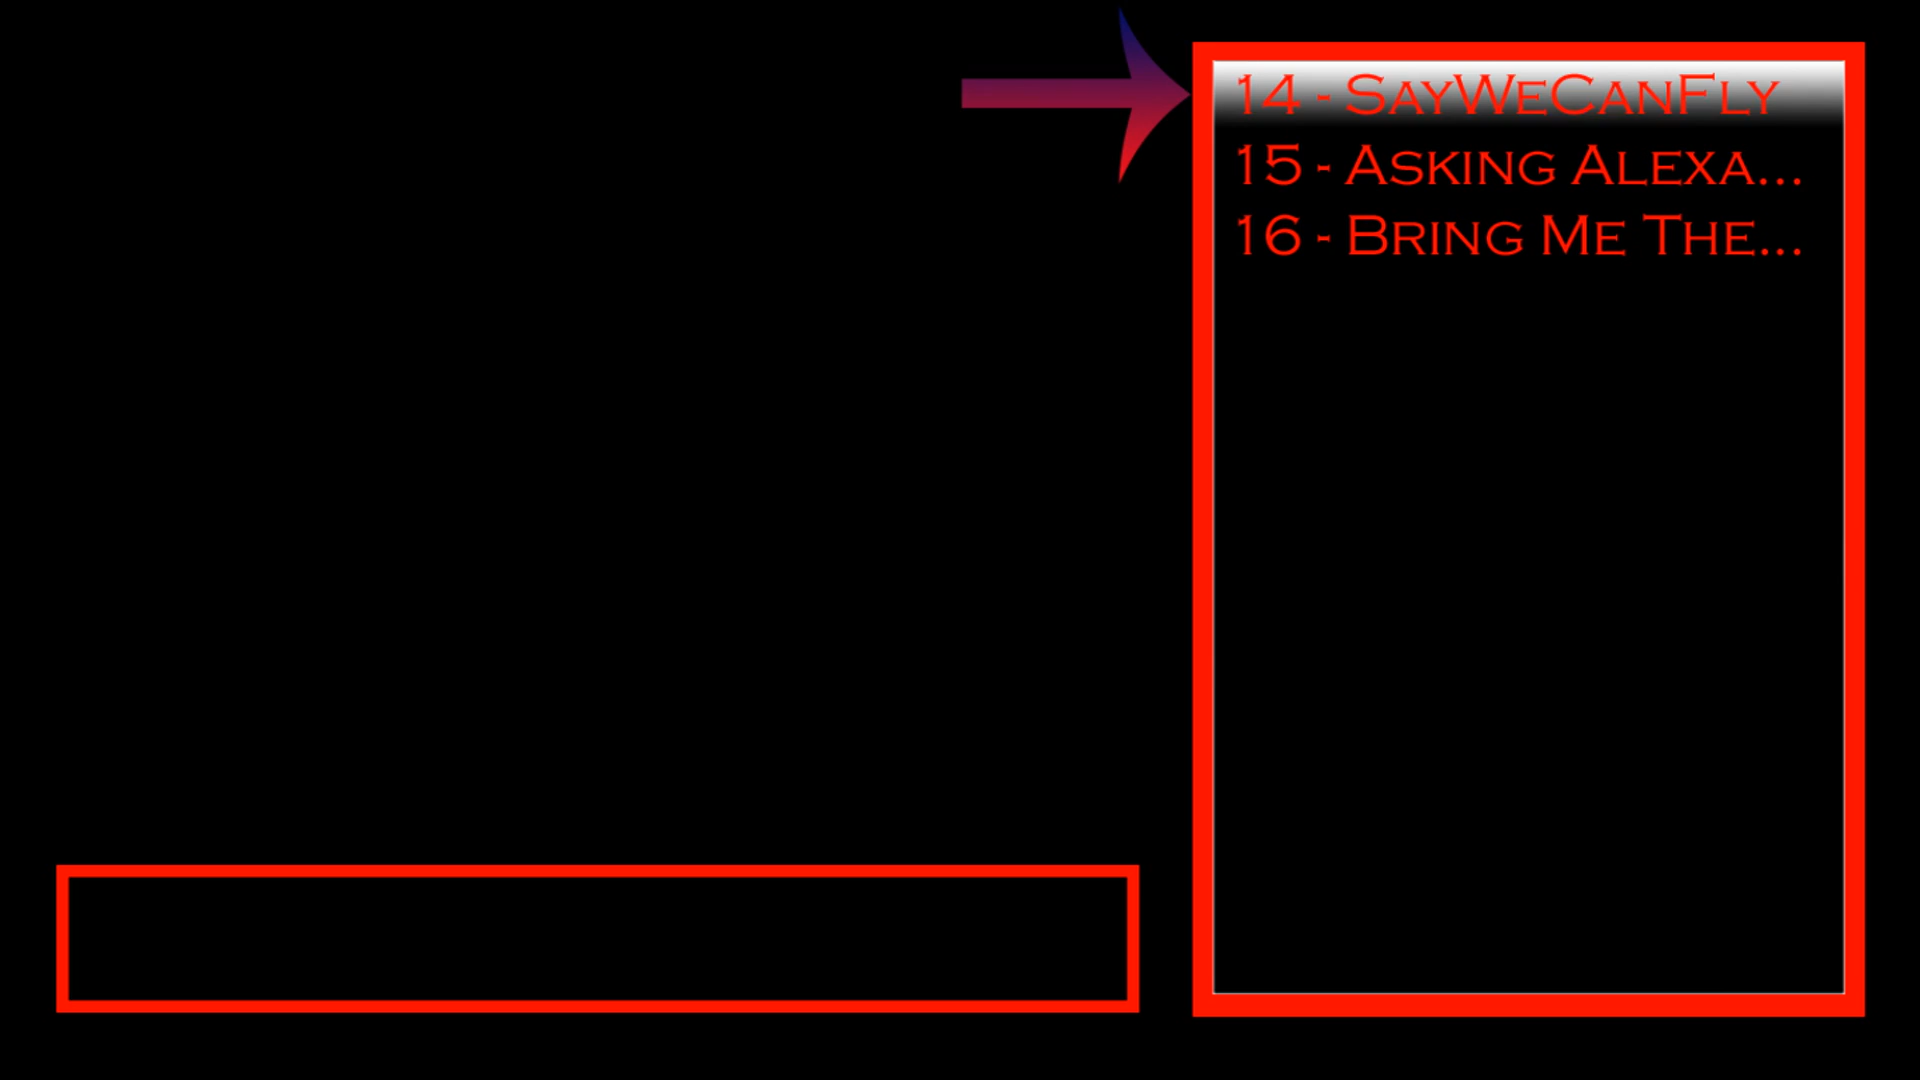 14 - SayWeCanFly
15 - Asking Alexa...
16 - Bring Me The...